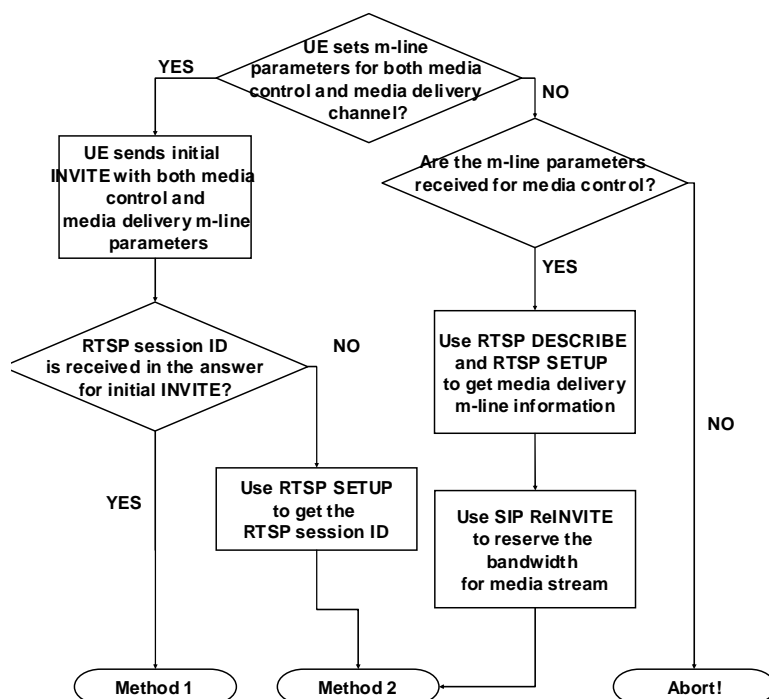 UE sets m-line
parameters for both media
control and media delivery
channel?
YES
NO
UE sends initial
INVITE with both media
control and
media delivery m-line
parameters
Are the m-line parameters
received for media control?
YES
RTSP session ID
is received in the answer
for initial INVITE?
NO
Use RTSP DESCRIBE
and RTSP SETUP
to get media delivery
m-line information
NO
YES
Use RTSP SETUP
to get the
RTSP session ID
Use SIP ReINVITE
to reserve the
bandwidth
for media stream
Method 1
Method 2
Abort!